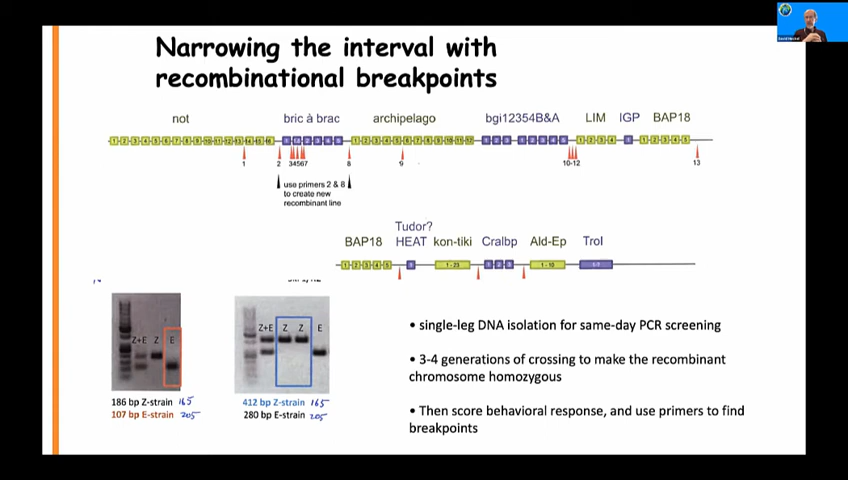 Narrowing the interval with
recombinational breakpoints
not bric à brac archipelago bgi12354B&A LIM IGP BAP18
1 2 34567 8 9 10-12 13
use primers 2 & 8
to create new
recombinant line
Tudor?
BAP18 HEAT kon-tiki Cralbp Ald-Ep Trol
1 - 23 1 - 10
Z+E Z E
Z+E Z Z E
186 bp Z-strain 165
107 bp E-strain 205
412 bp Z-strain 165
280 bp E-strain 205
• single-leg DNA isolation for same-day PCR screening
• 3-4 generations of crossing to make the recombinant
chromosome homozygous
• Then score behavioral response, and use primers to find
breakpoints